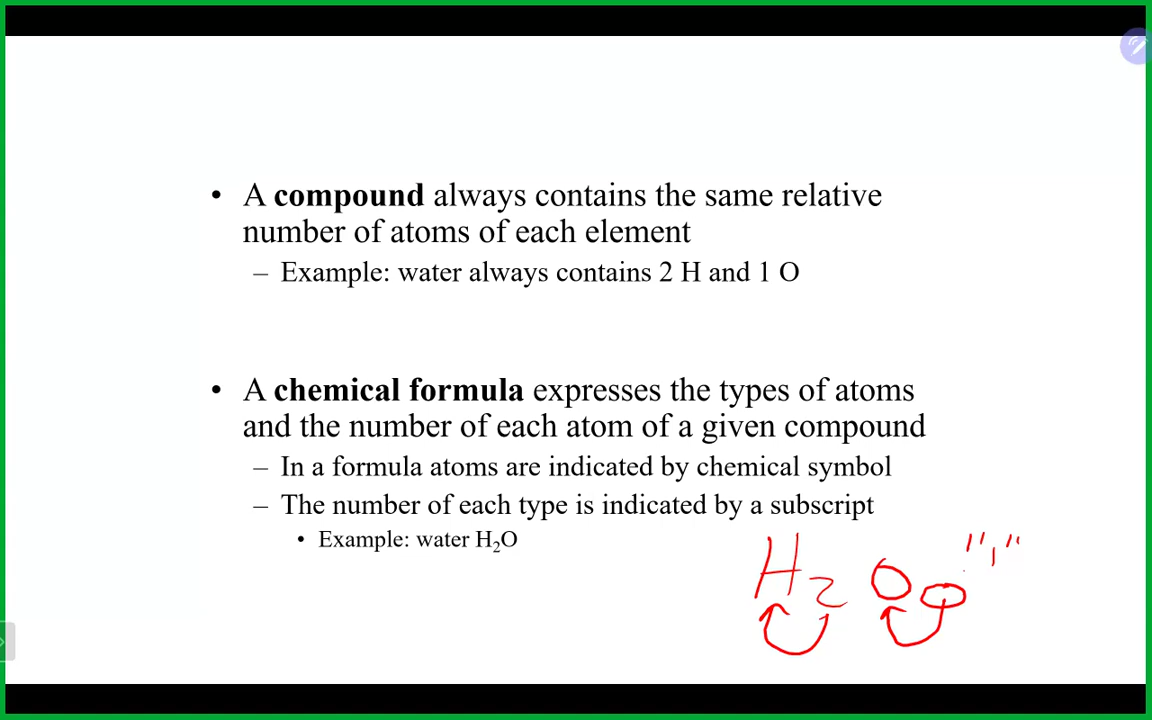 • A compound always contains the same relative
number of atoms of each element
– Example: water always contains 2 H and 1 O
• A chemical formula expresses the types of atoms
and the number of each atom of a given compound
– In a formula atoms are indicated by chemical symbol
– The number of each type is indicated by a subscript
• Example: water H₂O
H₂ O "1"